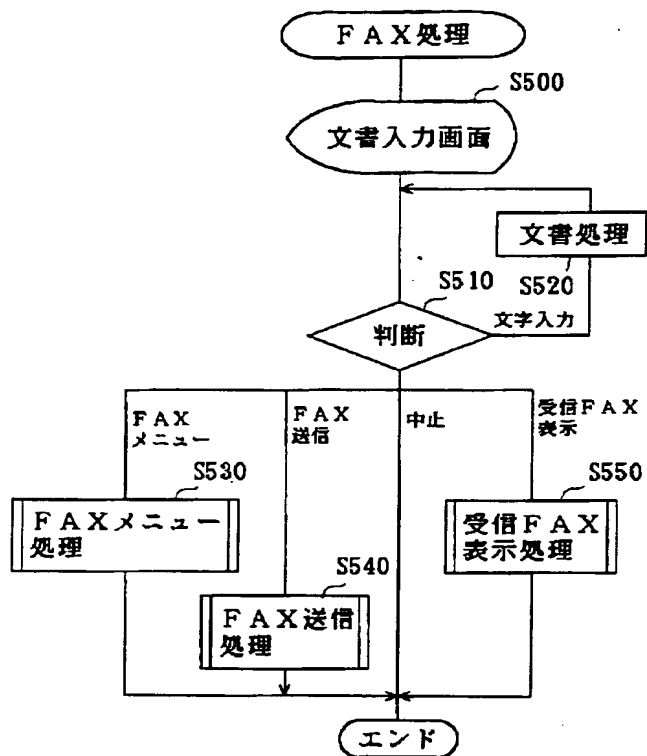 ＦＡＸ処理
S500
文書入力画面
文書処理
S520
S510
判断
文字入力
ＦＡＸ
メニュー
ＦＡＸ
送信
中止
受信ＦＡＸ
表示
S530
ＦＡＸメニュー
処理
S540
ＦＡＸ送信
処理
S550
受信ＦＡＸ
表示処理
エンド